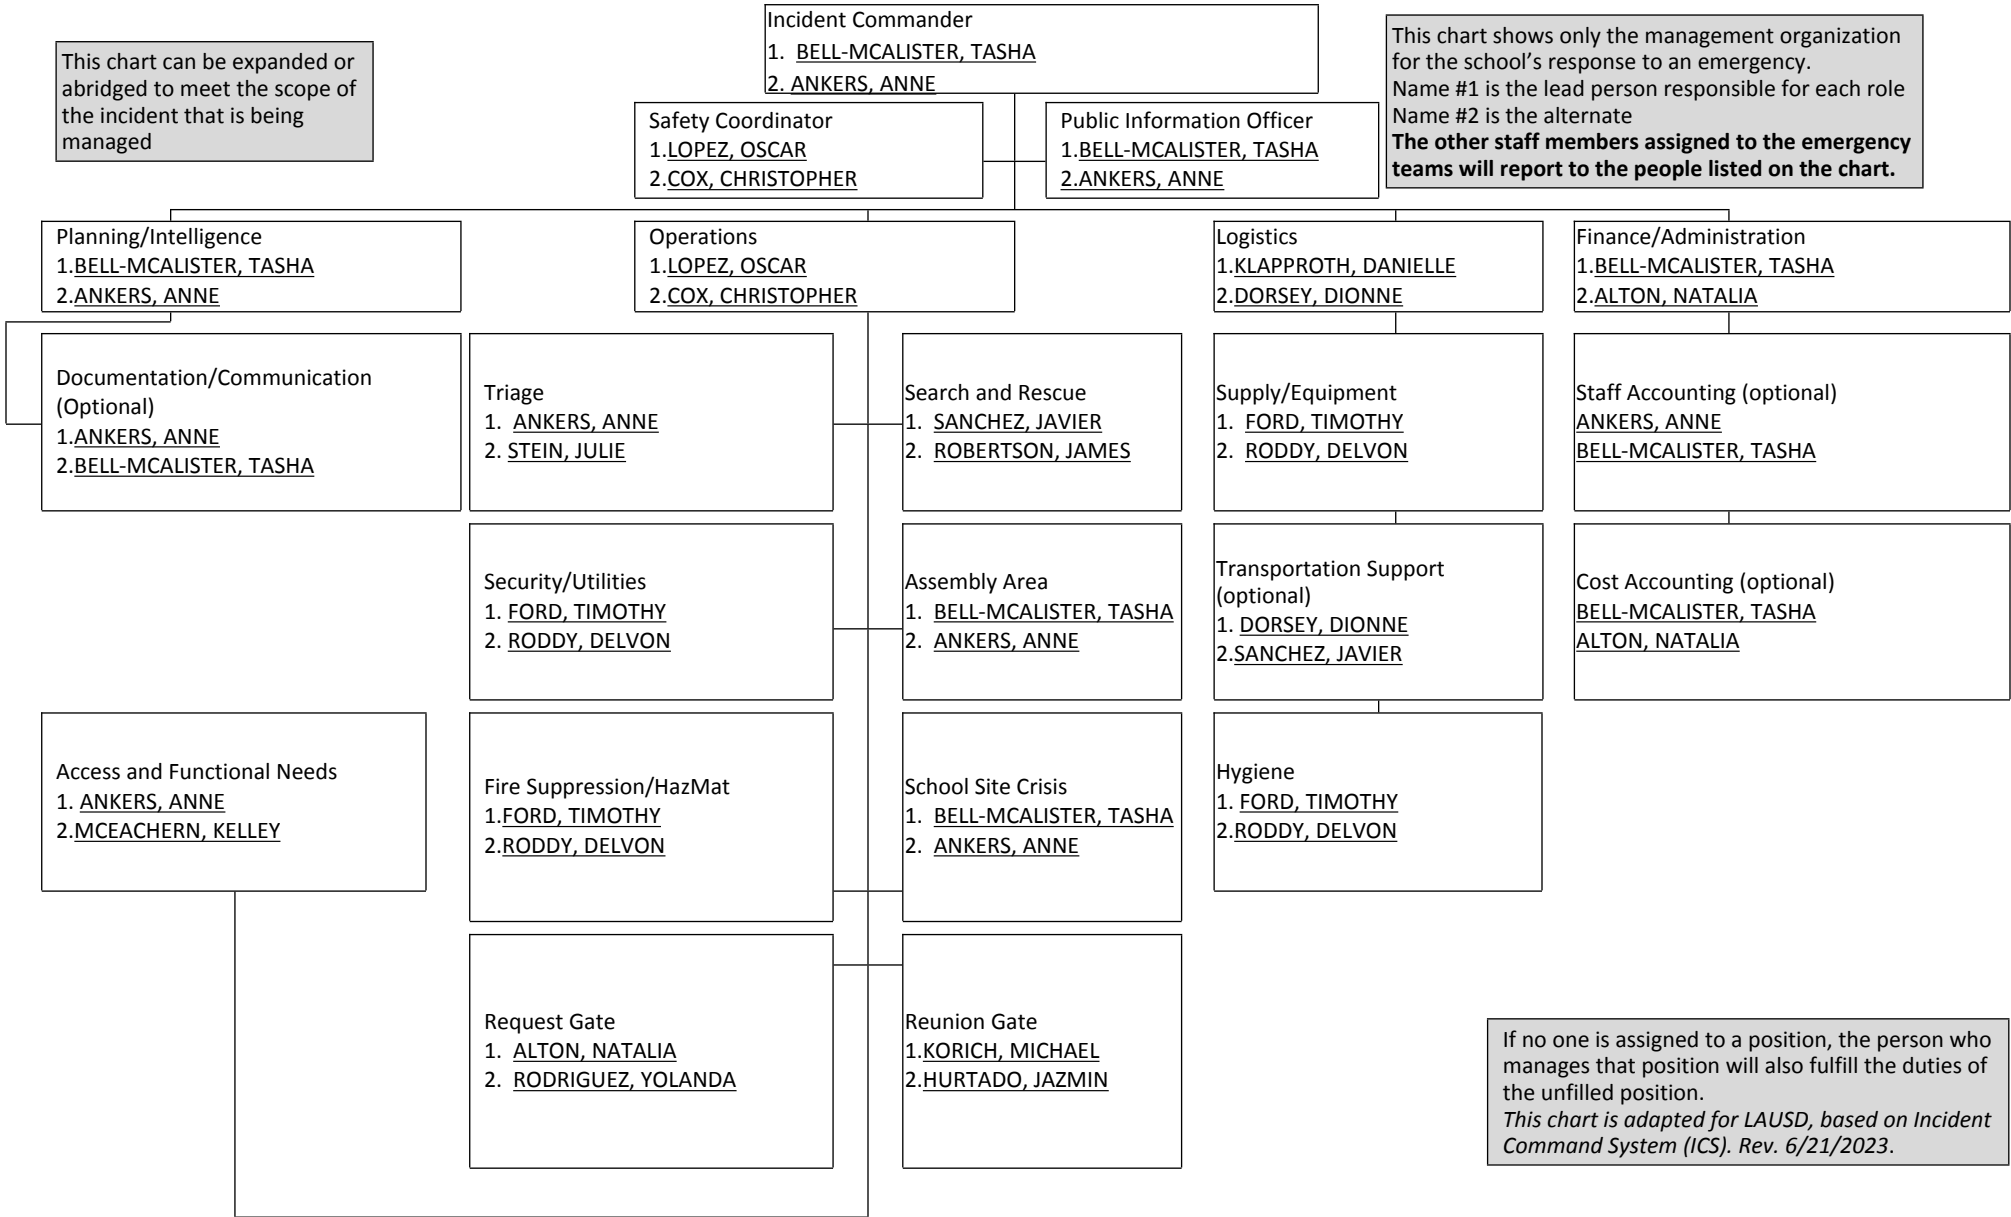 Incident Commander
1. BELL-MCALISTER, TASHA
2. ANKERS, ANNE
This chart can be expanded or
abridged to meet the scope of
the incident that is being
managed
This chart shows only the management organization
for the school’s response to an emergency.
Name #1 is the lead person responsible for each role
Name #2 is the alternate
The other staff members assigned to the emergency
teams will report to the people listed on the chart.
Safety Coordinator
1.LOPEZ, OSCAR
2.COX, CHRISTOPHER
Public Information Officer
1.BELL-MCALISTER, TASHA
2.ANKERS, ANNE
Planning/Intelligence
1.BELL-MCALISTER, TASHA
2.ANKERS, ANNE
Operations
1.LOPEZ, OSCAR
2.COX, CHRISTOPHER
Logistics
1.KLAPPROTH, DANIELLE
2.DORSEY, DIONNE
Finance/Administration
1.BELL-MCALISTER, TASHA
2.ALTON, NATALIA
Documentation/Communication
(Optional)
1.ANKERS, ANNE
2.BELL-MCALISTER, TASHA
Triage
1. ANKERS, ANNE
2. STEIN, JULIE
Search and Rescue
1. SANCHEZ, JAVIER
2. ROBERTSON, JAMES
Supply/Equipment
1. FORD, TIMOTHY
2. RODDY, DELVON
Staff Accounting (optional)
ANKERS, ANNE
BELL-MCALISTER, TASHA
Security/Utilities
1. FORD, TIMOTHY
2. RODDY, DELVON
Assembly Area
1. BELL-MCALISTER, TASHA
2. ANKERS, ANNE
Transportation Support
(optional)
1. DORSEY, DIONNE
2.SANCHEZ, JAVIER
Cost Accounting (optional)
BELL-MCALISTER, TASHA
ALTON, NATALIA
Access and Functional Needs
1. ANKERS, ANNE
2.MCEACHERN, KELLEY
Fire Suppression/HazMat
1.FORD, TIMOTHY
2.RODDY, DELVON
School Site Crisis
1. BELL-MCALISTER, TASHA
2. ANKERS, ANNE
Hygiene
1. FORD, TIMOTHY
2.RODDY, DELVON
Request Gate
1. ALTON, NATALIA
2. RODRIGUEZ, YOLANDA
Reunion Gate
1.KORICH, MICHAEL
2.HURTADO, JAZMIN
If no one is assigned to a position, the person who
manages that position will also fulfill the duties of
the unfilled position.
This chart is adapted for LAUSD, based on Incident
Command System (ICS). Rev. 6/21/2023.